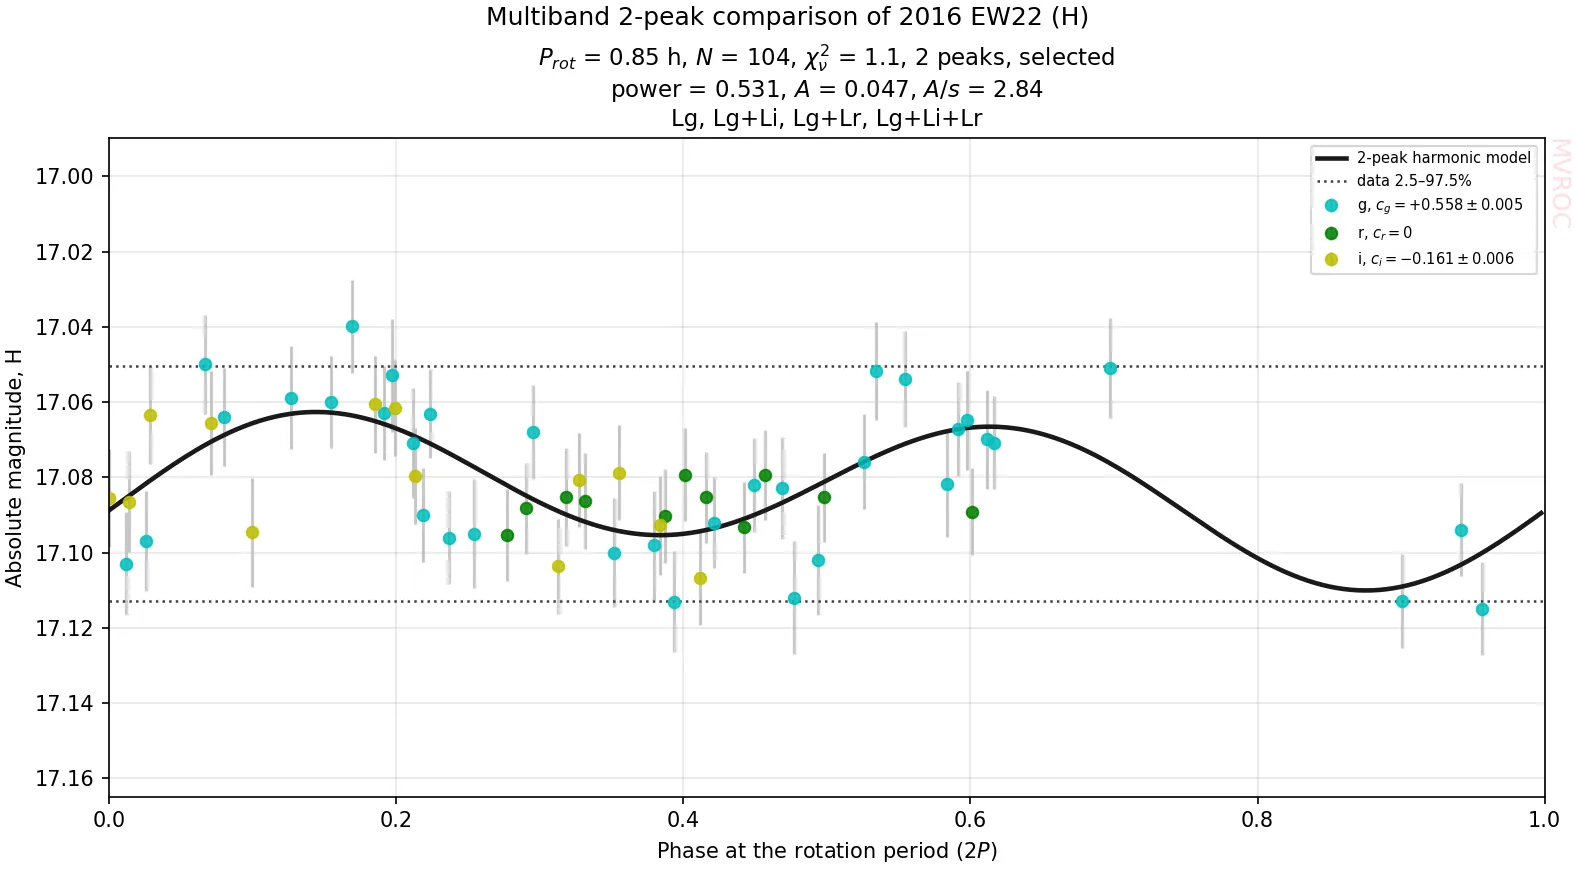 Multiband 2-peak comparison of 2016 EW22 (H)
P_rot = 0.85 h, N = 104, χ²_ν = 1.1, 2 peaks, selected
power = 0.531, A = 0.047, A/s = 2.84
Lg, Lg+Li, Lg+Lr, Lg+Li+Lr
2-peak harmonic model
data 2.5–97.5%
g, c_g = +0.558 ± 0.005
r, c_r = 0
i, c_i = −0.161 ± 0.006
MVROC
Absolute magnitude, H
17.00
17.02
17.04
17.06
17.08
17.10
17.12
17.14
17.16
0.0 0.2 0.4 0.6 0.8 1.0
Phase at the rotation period (2P)